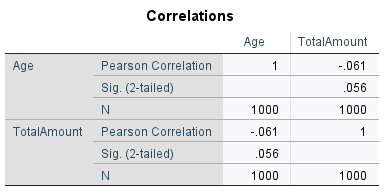 Correlations
Age TotalAmount
Age Pearson Correlation 1 -.061
Sig. (2-tailed) .056
N 1000 1000
TotalAmount Pearson Correlation -.061 1
Sig. (2-tailed) .056
N 1000 1000